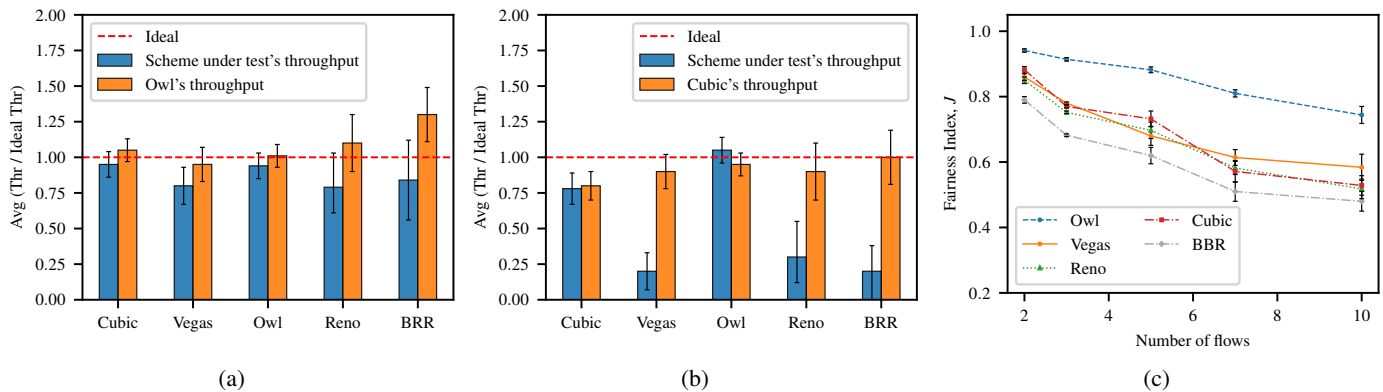 2.00
1.75
1.50
1.25
1.00
0.75
0.50
0.25
0.00
Avg (Thr / Ideal Thr)
Ideal
Scheme under test's throughput
Owl's throughput
Cubic Vegas Owl Reno BRR
(a)
2.00
1.75
1.50
1.25
1.00
0.75
0.50
0.25
0.00
Avg (Thr / Ideal Thr)
Ideal
Scheme under test's throughput
Cubic's throughput
Cubic Vegas Owl Reno BRR
(b)
1.0
0.8
0.6
0.4
0.2
Fairness Index, J
Owl
Vegas
Reno
Cubic
BBR
2 4 6 8 10
Number of flows
(c)